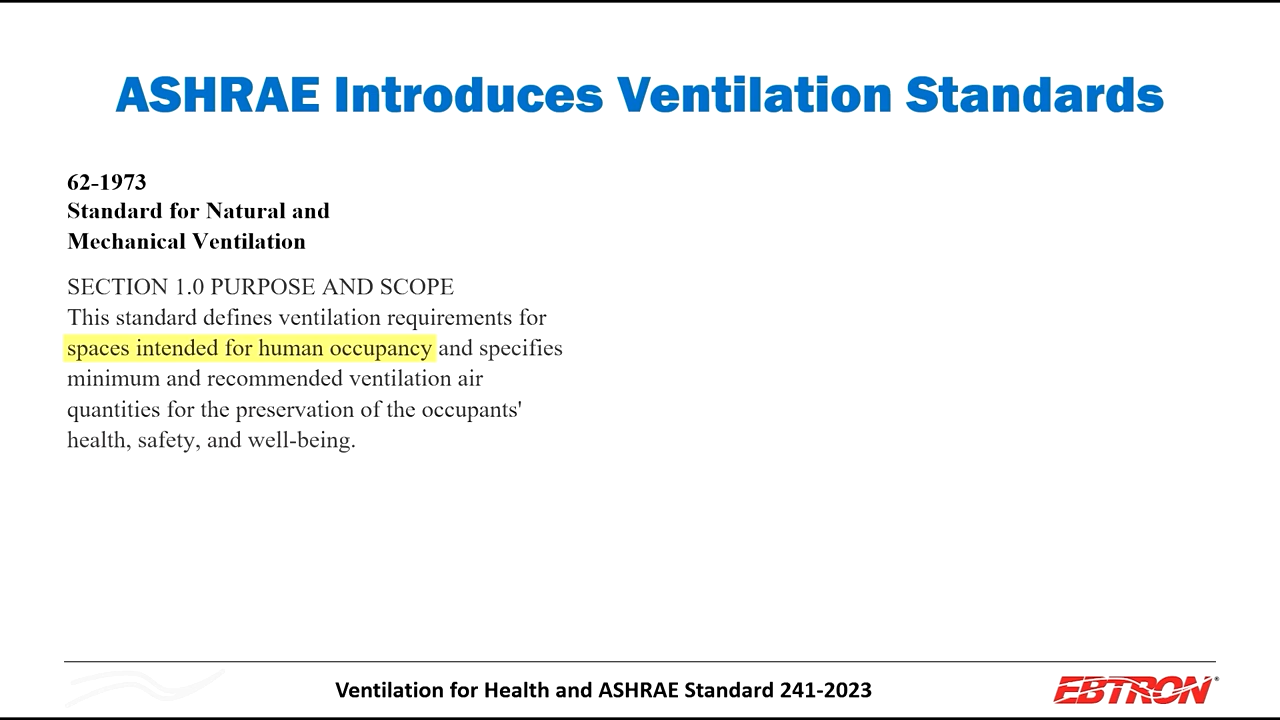 ASHRAE Introduces Ventilation Standards
62-1973
Standard for Natural and
Mechanical Ventilation
SECTION 1.0 PURPOSE AND SCOPE
This standard defines ventilation requirements for
spaces intended for human occupancy and specifies
minimum and recommended ventilation air
quantities for the preservation of the occupants'
health, safety, and well-being.
Ventilation for Health and ASHRAE Standard 241-2023
EBTRON®